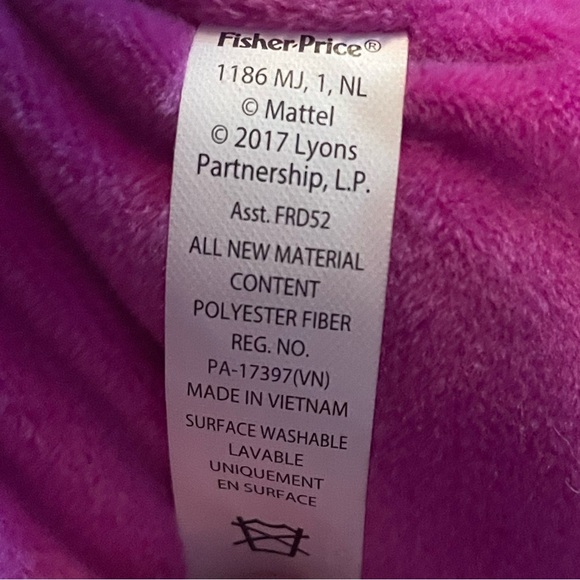 Fisher-Price®
1186 MJ, 1, NL
© Mattel
© 2017 Lyons
Partnership, L.P.
Asst. FRD52
ALL NEW MATERIAL
CONTENT
POLYESTER FIBER
REG. NO.
PA-17397(VN)
MADE IN VIETNAM
SURFACE WASHABLE
LAVABLE
UNIQUEMENT
EN SURFACE